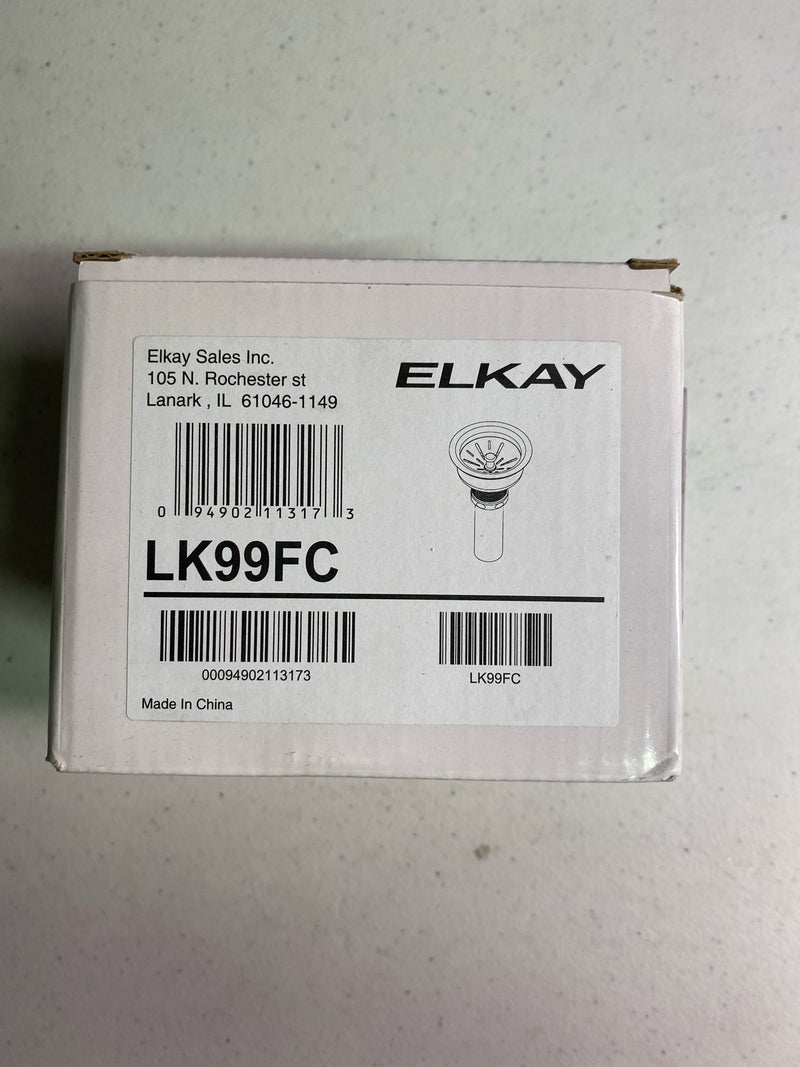 Elkay Sales Inc.
105 N. Rochester st
Lanark , IL 61046-1149
ELKAY
0 94902 11317 3
LK99FC
00094902113173
LK99FC
Made In China